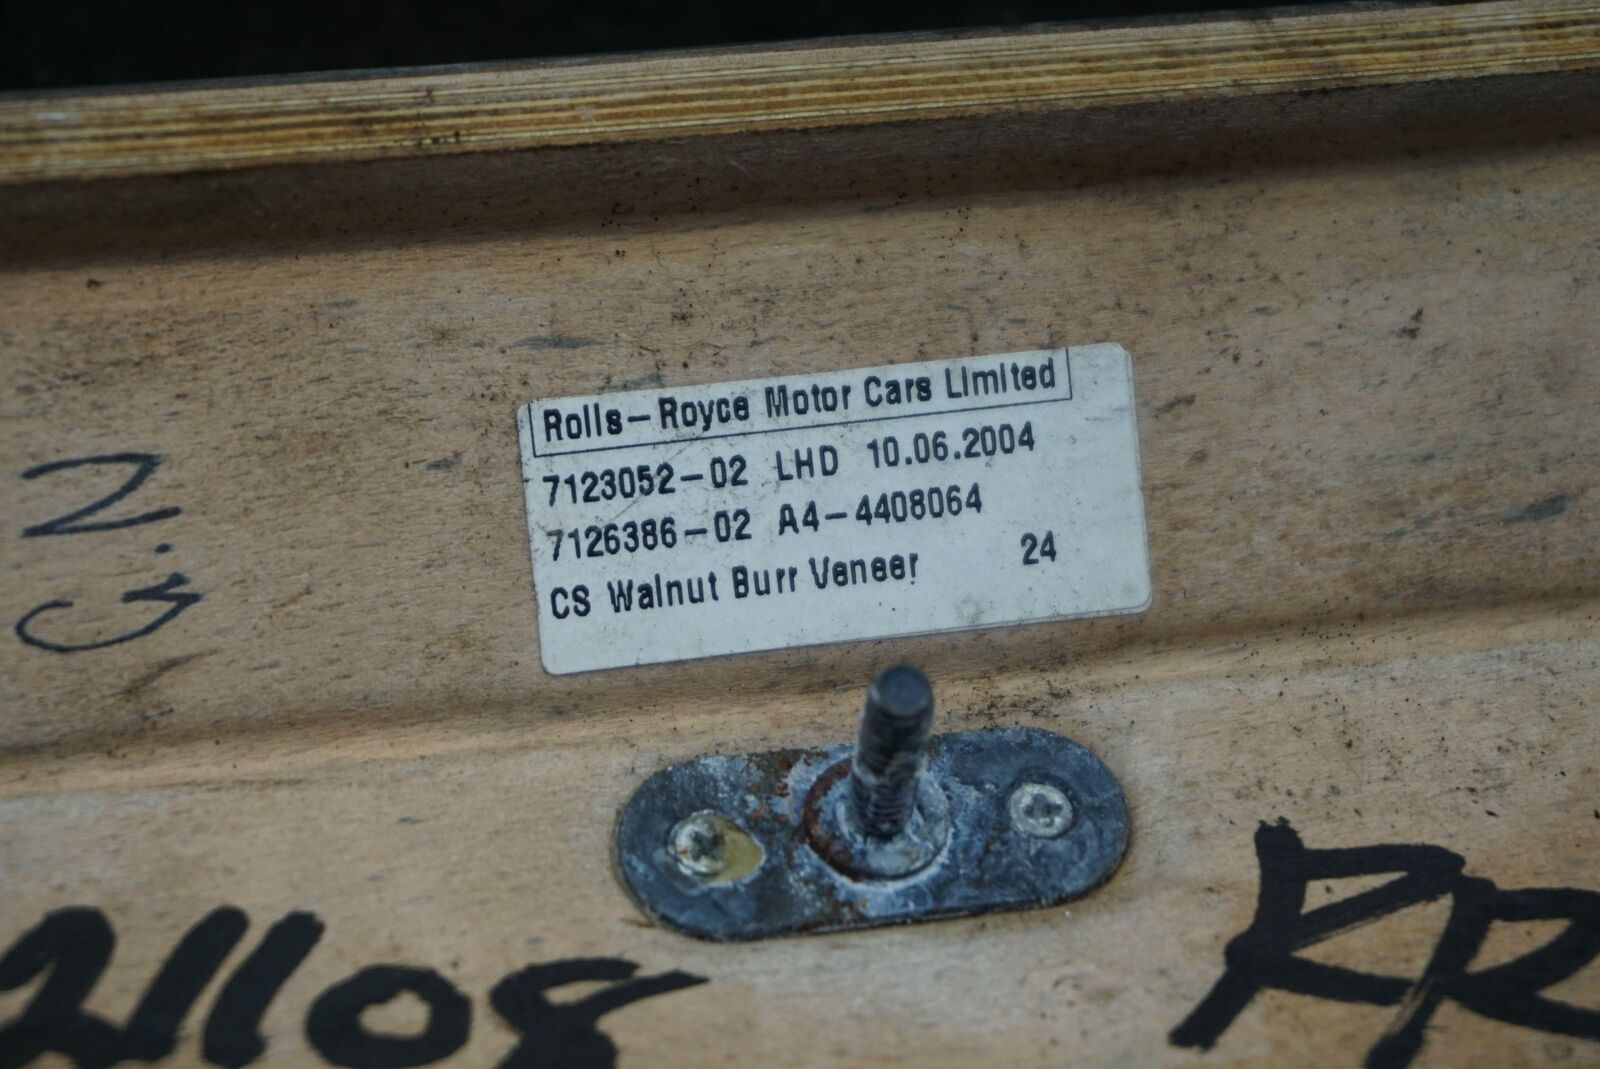 Rolls-Royce Motor Cars Limited
7123052-02 LHD 10.06.2004
7126386-02 A4-4408064
CS Walnut Burr Veneer 24
RR